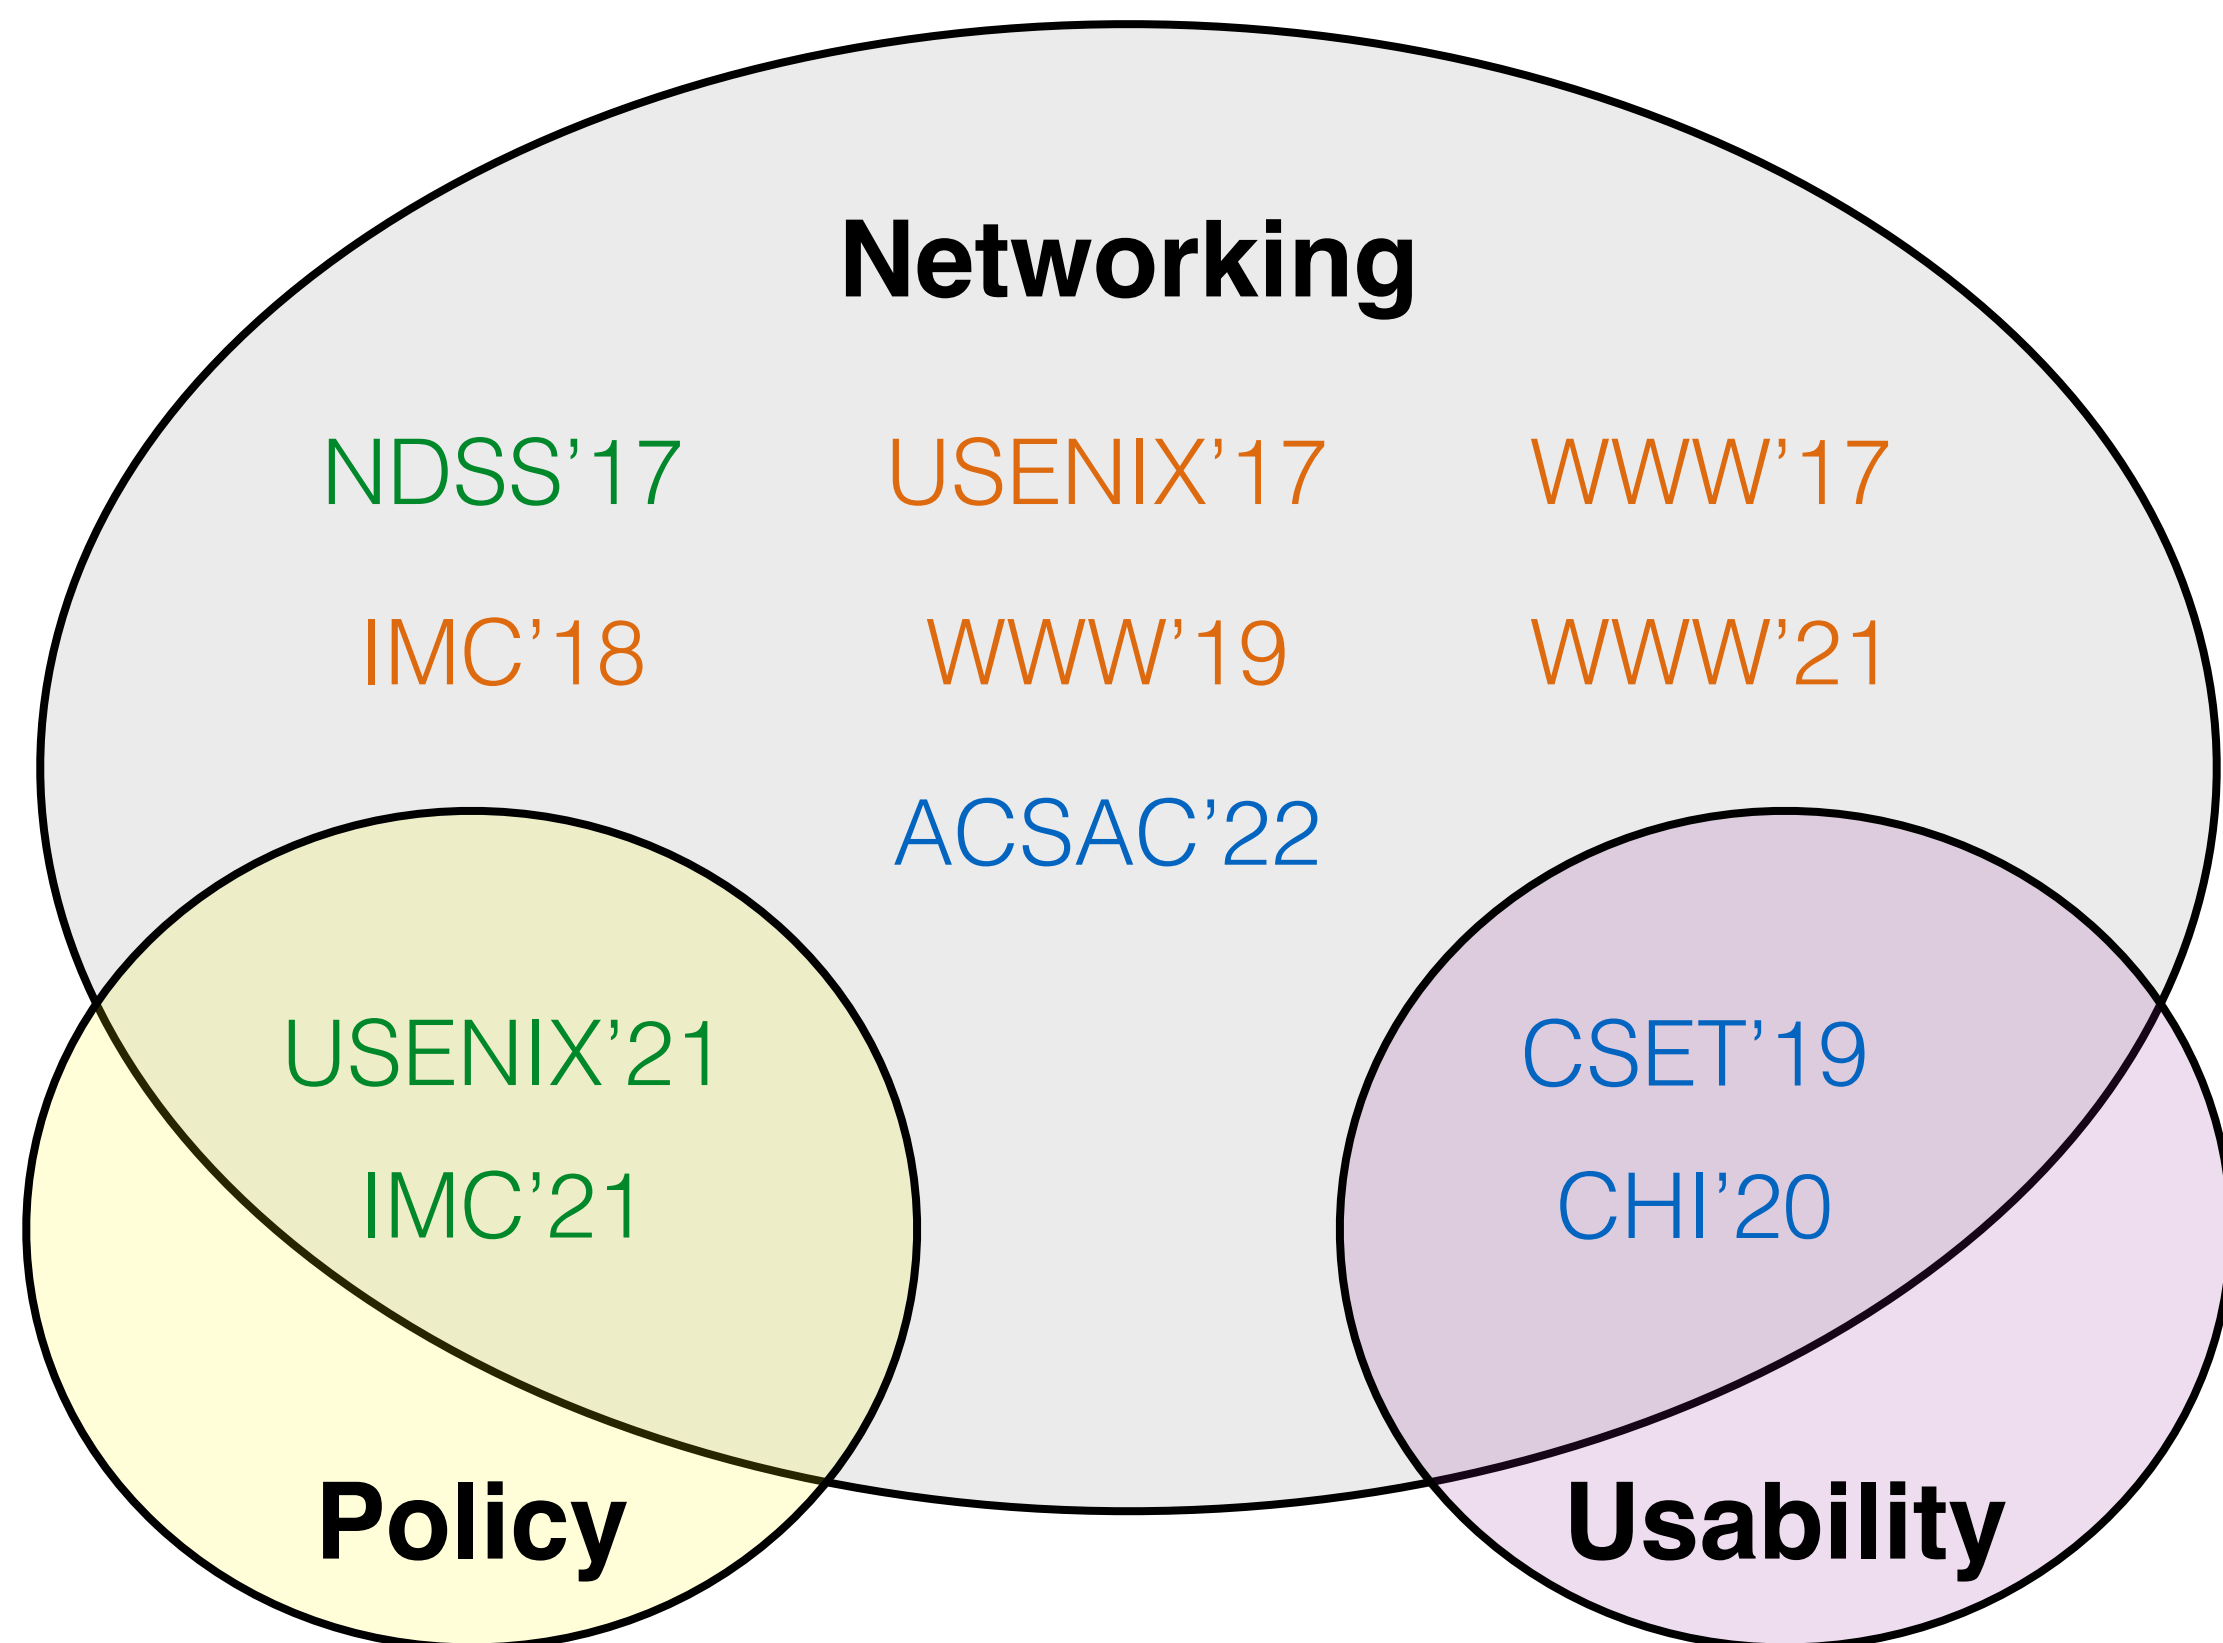 Networking
NDSS’17 USENIX’17 WWW’17
IMC’18 WWW’19 WWW’21
ACSAC’22
USENIX’21 CSET’19
IMC’21 CHI’20
Policy Usability